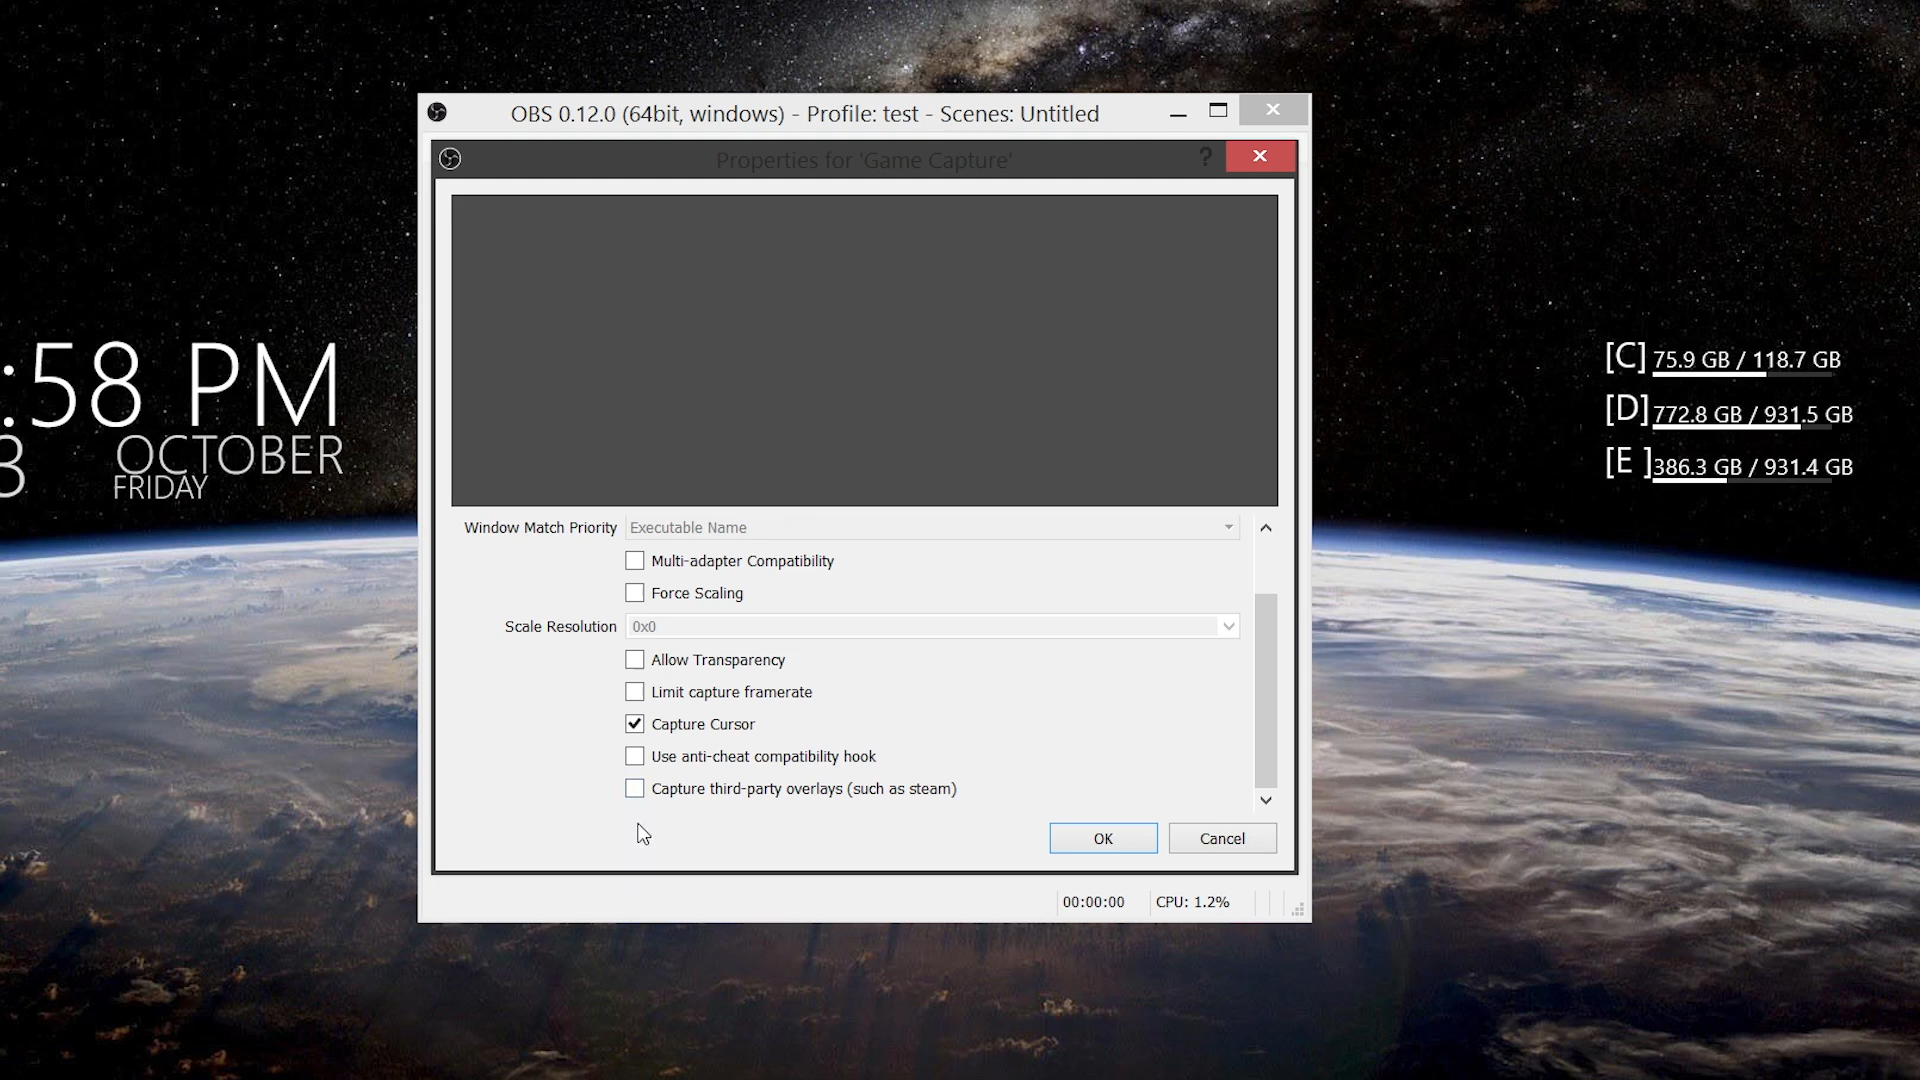 OBS 0.12.0 (64bit, windows) - Profile: test - Scenes: Untitled
Properties for 'Game Capture'
?
:58 PM
3 OCTOBER
FRIDAY
[C] 75.9 GB / 118.7 GB
[D] 772.8 GB / 931.5 GB
[E ] 386.3 GB / 931.4 GB
Window Match Priority Executable Name
Multi-adapter Compatibility
Force Scaling
Scale Resolution 0x0
Allow Transparency
Limit capture framerate
Capture Cursor
Use anti-cheat compatibility hook
Capture third-party overlays (such as steam)
OK Cancel
00:00:00 CPU: 1.2%